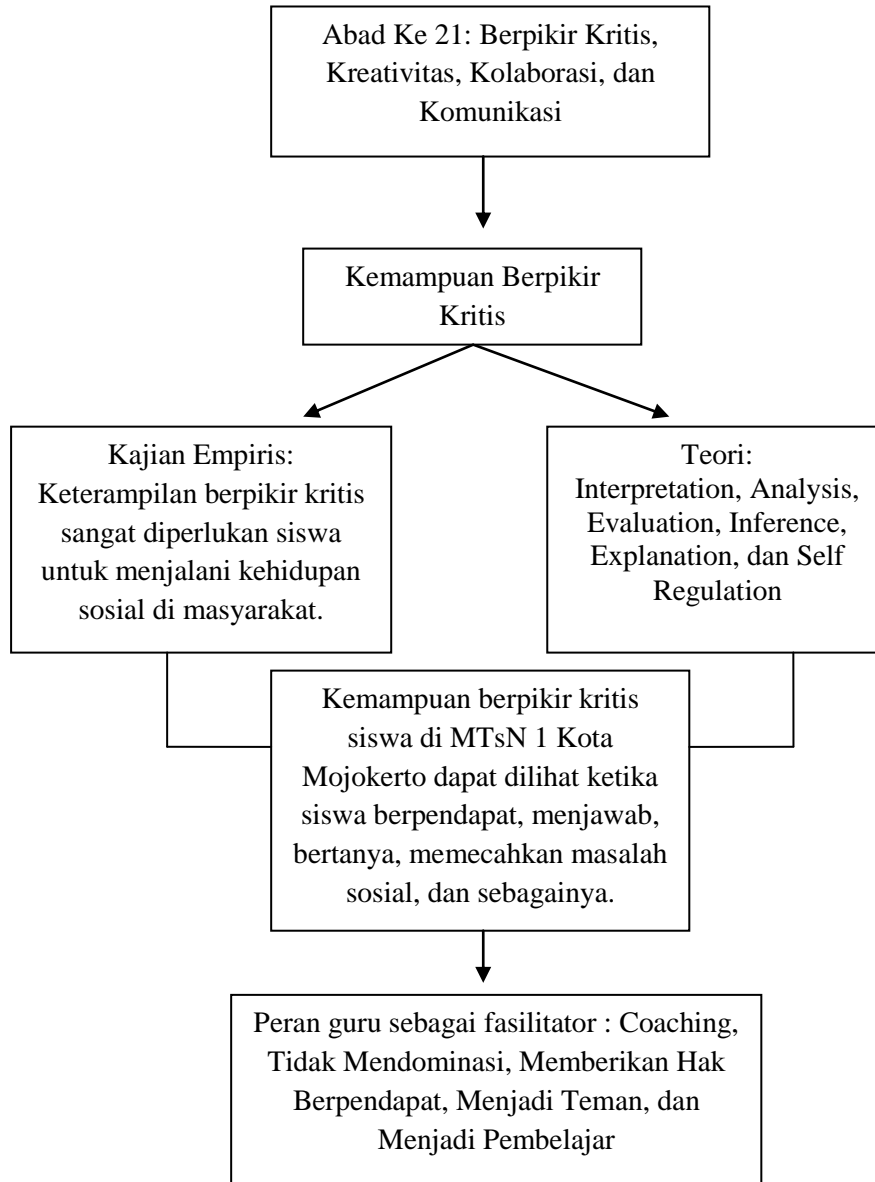 Abad Ke 21: Berpikir Kritis,
Kreativitas, Kolaborasi, dan
Komunikasi
Kemampuan Berpikir
Kritis
Kajian Empiris:
Keterampilan berpikir kritis
sangat diperlukan siswa
untuk menjalani kehidupan
sosial di masyarakat.
Teori:
Interpretation, Analysis,
Evaluation, Inference,
Explanation, dan Self
Regulation
Kemampuan berpikir kritis
siswa di MTsN 1 Kota
Mojokerto dapat dilihat ketika
siswa berpendapat, menjawab,
bertanya, memecahkan masalah
sosial, dan sebagainya.
Peran guru sebagai fasilitator : Coaching,
Tidak Mendominasi, Memberikan Hak
Berpendapat, Menjadi Teman, dan
Menjadi Pembelajar